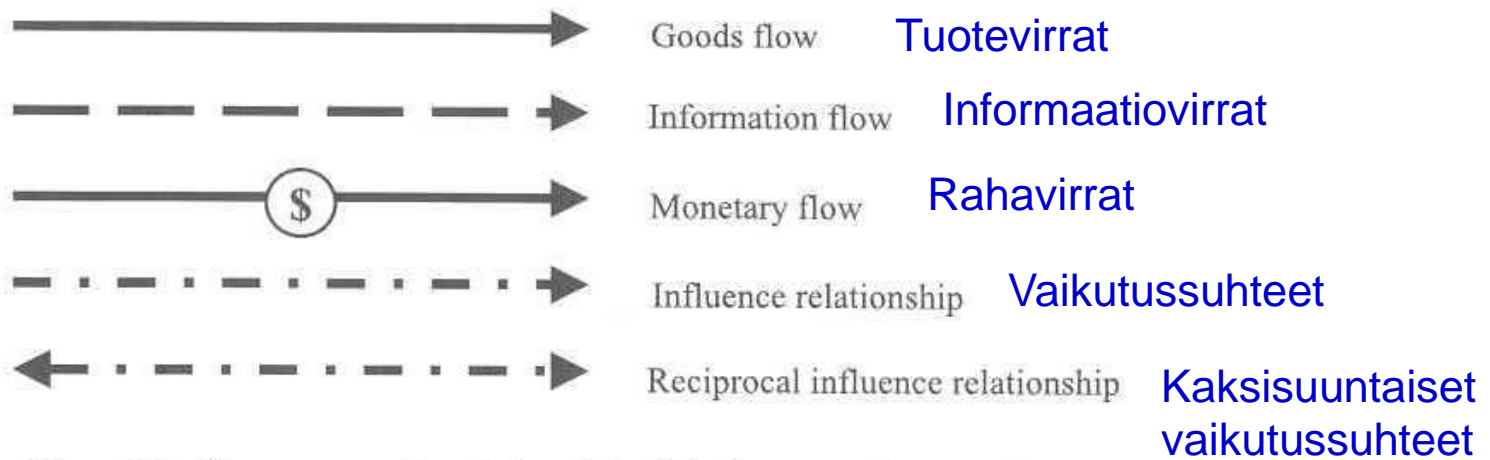 Goods flow Tuotevirrat
Information flow Informaatiovirrat
$ Monetary flow Rahavirrat
Influence relationship Vaikutussuhteet
Reciprocal influence relationship Kaksisuuntaiset
vaikutussuhteet